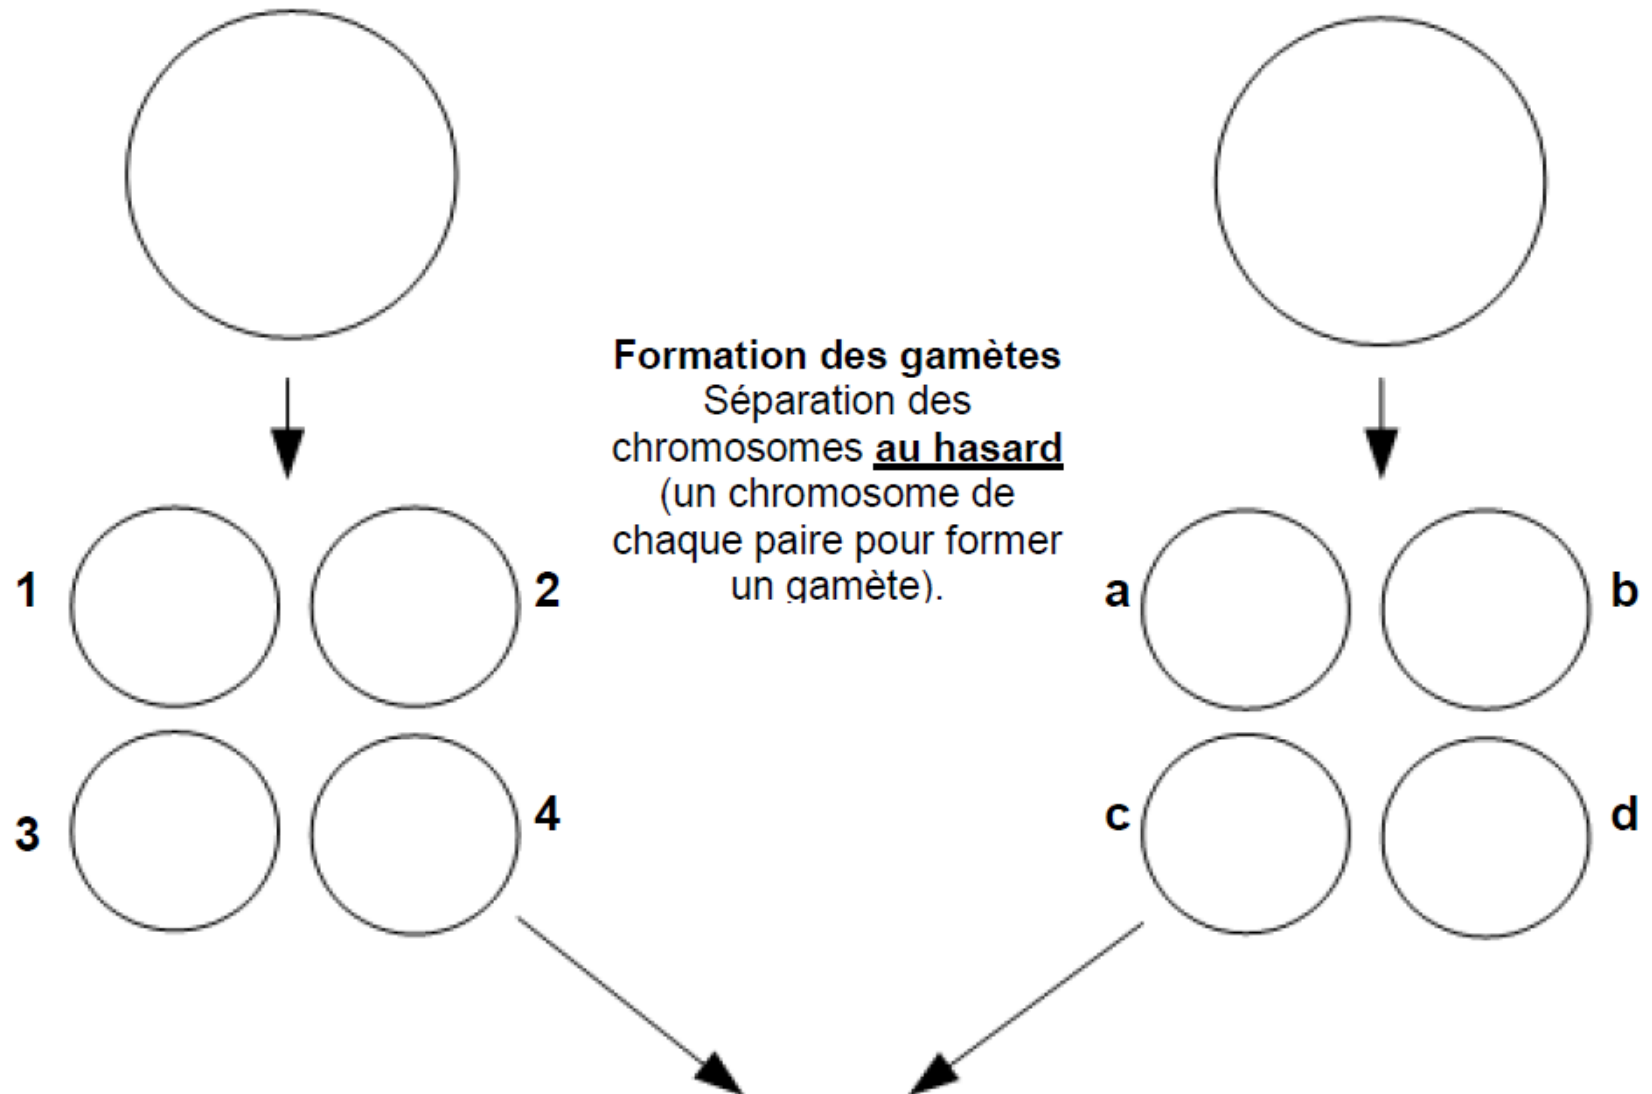 Formation des gamètes
Séparation des
chromosomes au hasard
(un chromosome de
chaque paire pour former
un gamète).
1
2
a
b
3
4
c
d